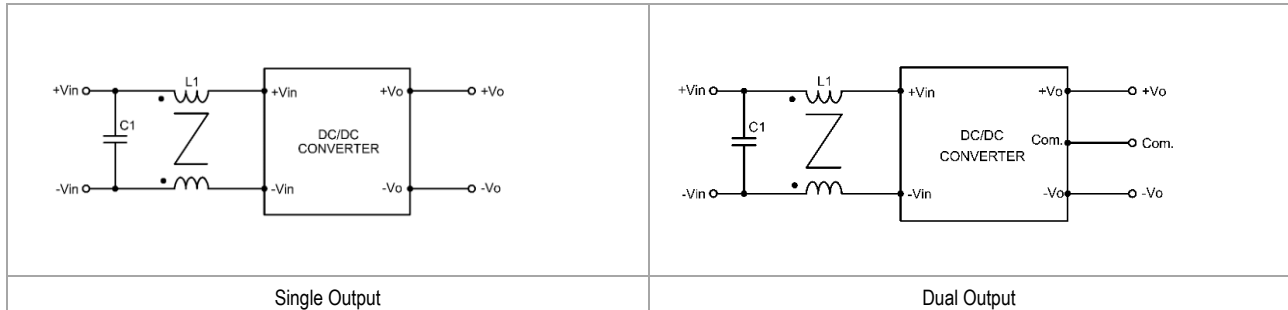 L1
+Vin
+Vin
+Vo
+Vo
C1
DC/DC
CONVERTER
-Vin
-Vin
-Vo
-Vo
Single Output
L1
+Vin
+Vin
+Vo
+Vo
C1
DC/DC
CONVERTER
Com.
Com.
-Vin
-Vin
-Vo
-Vo
Dual Output